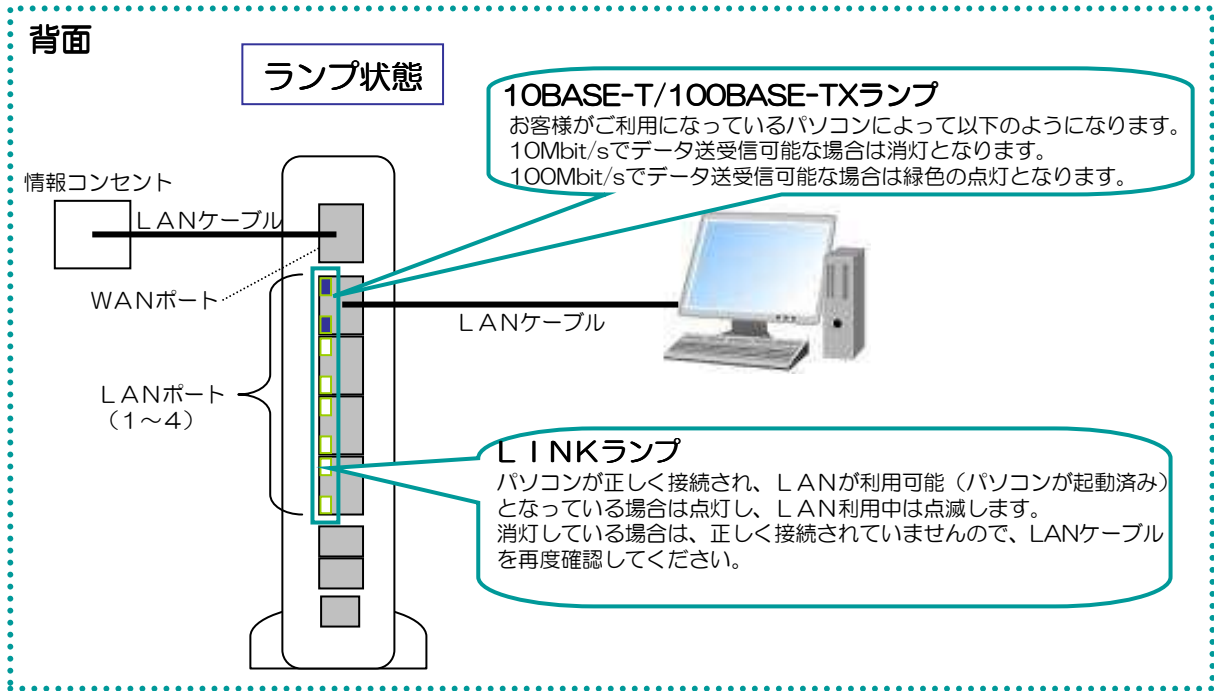 背面
ランプ状態
10BASE-T/100BASE-TXランプ
お客様がご利用になっているパソコンによって以下のようになります。
10Mbit/sでデータ送受信可能な場合は消灯となります。
100Mbit/sでデータ送受信可能な場合は緑色の点灯となります。
情報コンセント
LANケーブル
WANポート
LANケーブル
LANポート
(1~4)
LINKランプ
パソコンが正しく接続され、LANが利用可能(パソコンが起動済み)
となっている場合は点灯し、LAN利用中は点滅します。
消灯している場合は、正しく接続されていませんので、LANケーブル
を再度確認してください。